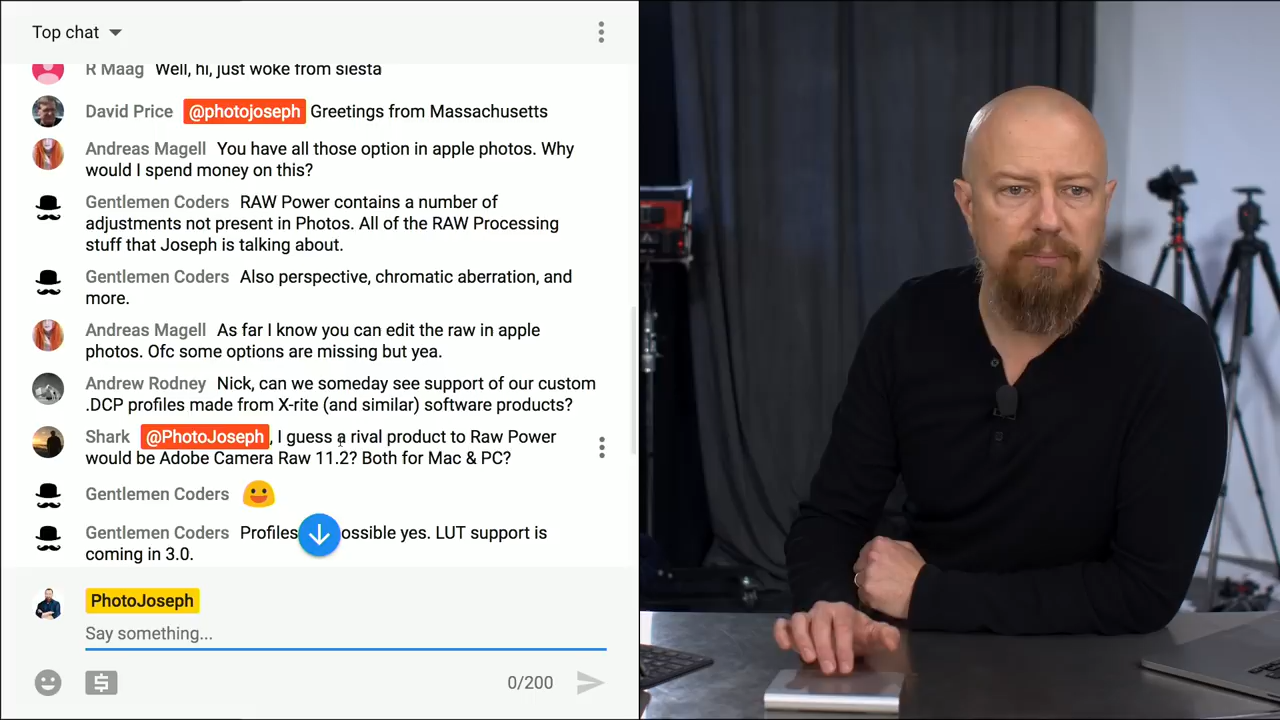 Top chat
R Maag Well, hi, just woke from siesta
David Price @photojoseph Greetings from Massachusetts
Andreas Magell You have all those option in apple photos. Why
would I spend money on this?
Gentlemen Coders RAW Power contains a number of
adjustments not present in Photos. All of the RAW Processing
stuff that Joseph is talking about.
Gentlemen Coders Also perspective, chromatic aberration, and
more.
Andreas Magell As far I know you can edit the raw in apple
photos. Ofc some options are missing but yea.
Andrew Rodney Nick, can we someday see support of our custom
.DCP profiles made from X-rite (and similar) software products?
Shark @PhotoJoseph, I guess a rival product to Raw Power
would be Adobe Camera Raw 11.2? Both for Mac & PC?
Gentlemen Coders
Gentlemen Coders Profiles ossible yes. LUT support is
coming in 3.0.
PhotoJoseph
Say something...
0/200